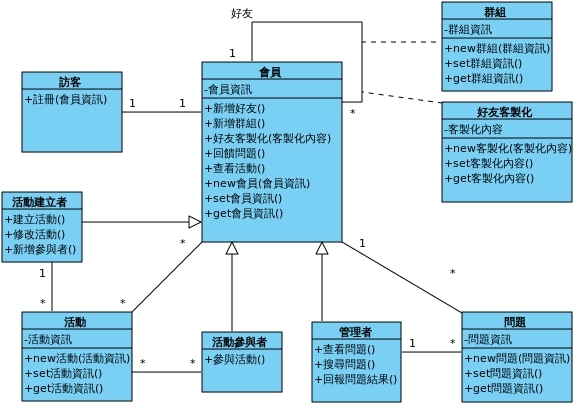 好友
1
*
群組
-群組資訊
+new群組(群組資訊)
+set群組資訊()
+get群組資訊()
訪客
+註冊(會員資訊)
1
1
會員
-會員資訊
+新增好友()
+新增群組()
+好友客製化(客製化內容)
+回饋問題()
+查看活動()
+new會員(會員資訊)
+set會員資訊()
+get會員資訊()
好友客製化
-客製化內容
+new客製化(客製化內容)
+set客製化內容()
+get客製化內容()
活動建立者
+建立活動()
+修改活動()
+新增參與者()
1
*
*
*
1
*
活動
-活動資訊
+new活動(活動資訊)
+set活動資訊()
+get活動資訊()
*
*
活動參與者
+參與活動()
管理者
+查看問題()
+搜尋問題()
+回報問題結果()
1
*
問題
-問題資訊
+new問題(問題資訊)
+set問題資訊()
+get問題資訊()